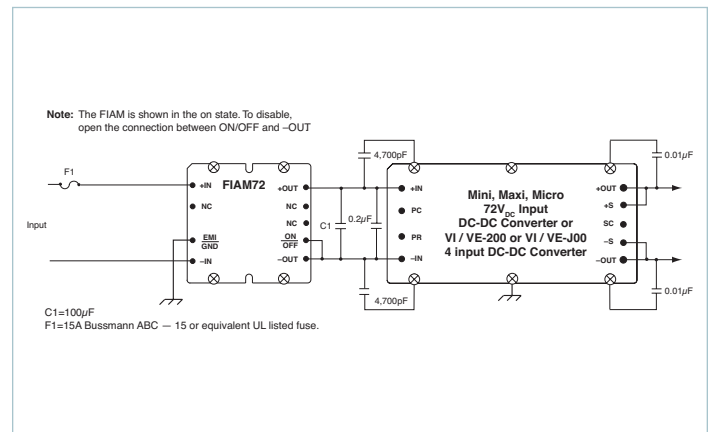 Note: The FIAM is shown in the on state. To disable,
open the connection between ON/OFF and –OUT
F1
Input
+IN
NC
EMI
GND
–IN
FIAM72
+OUT
NC
NC
ON
OFF
–OUT
C1
0.2µF
4,700pF
4,700pF
+IN
PC
PR
–IN
Mini, Maxi, Micro
72VDC Input
DC-DC Converter or
VI / VE-200 or VI / VE-J00
4 input DC-DC Converter
+OUT
+S
SC
–S
–OUT
0.01µF
0.01µF
C1=100µF
F1=15A Bussmann ABC — 15 or equivalent UL listed fuse.